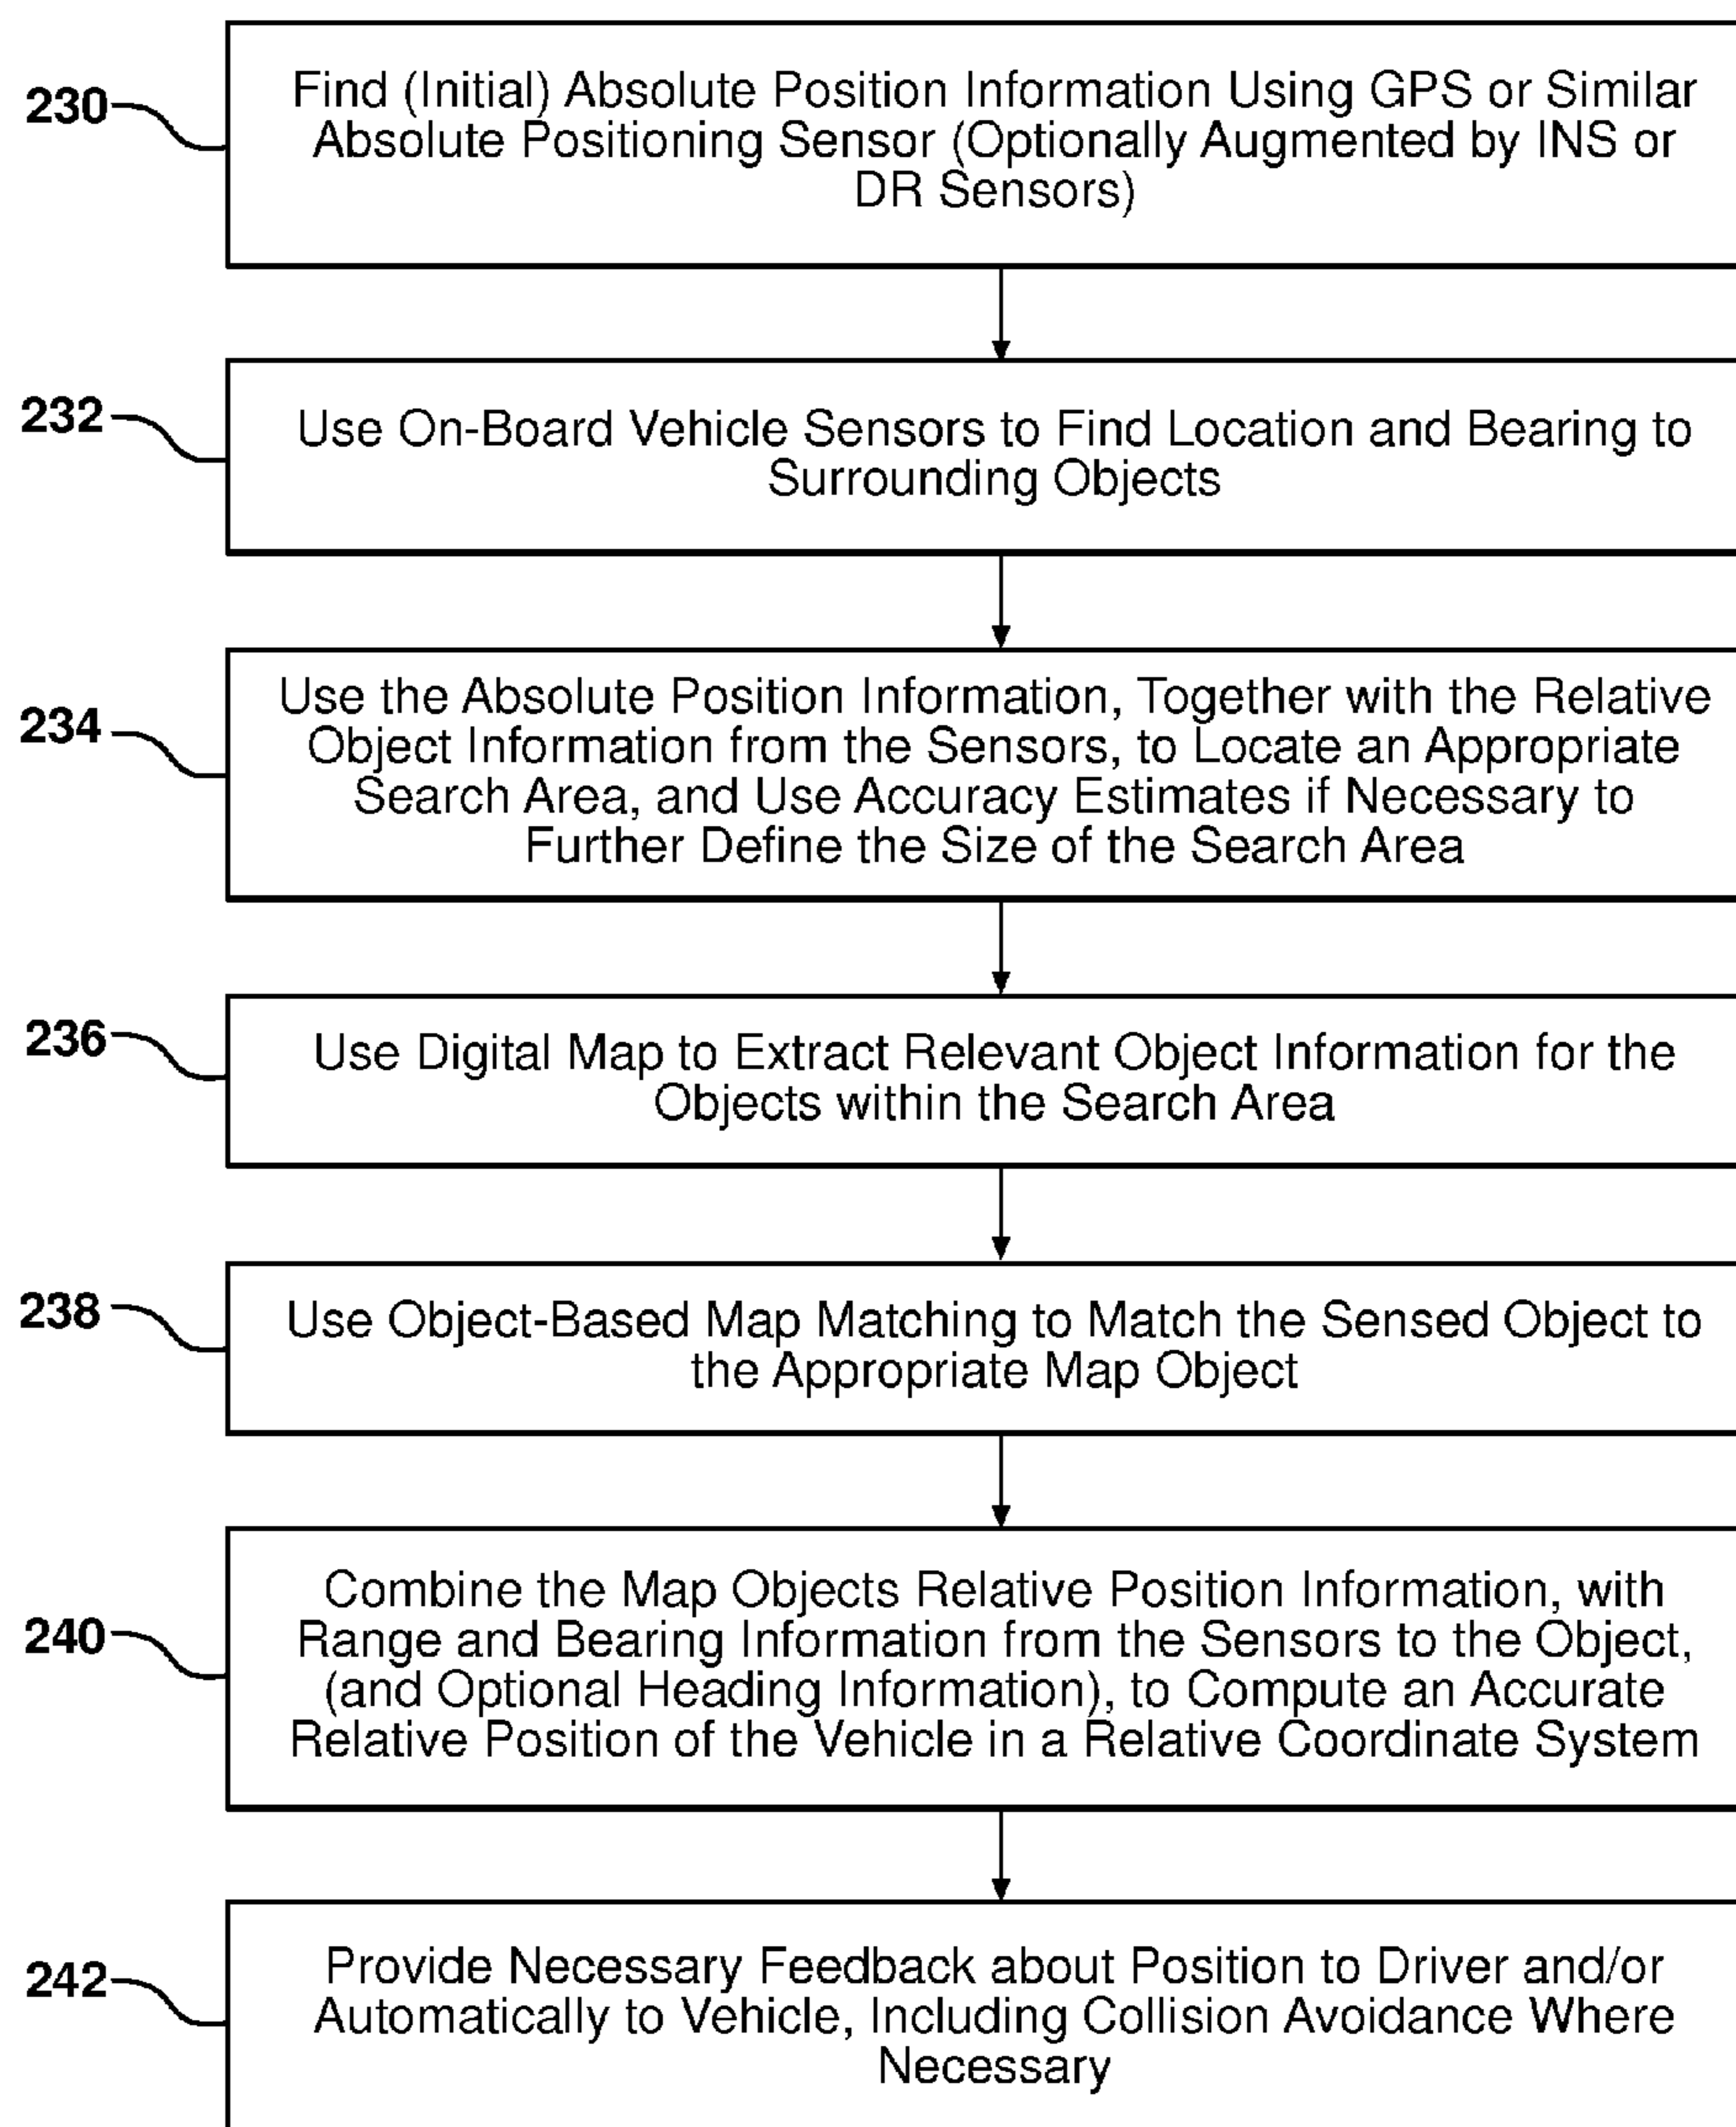 230
Find (Initial) Absolute Position Information Using GPS or Similar
Absolute Positioning Sensor (Optionally Augmented by INS or
DR Sensors)
232
Use On-Board Vehicle Sensors to Find Location and Bearing to
Surrounding Objects
234
Use the Absolute Position Information, Together with the Relative
Object Information from the Sensors, to Locate an Appropriate
Search Area, and Use Accuracy Estimates if Necessary to
Further Define the Size of the Search Area
236
Use Digital Map to Extract Relevant Object Information for the
Objects within the Search Area
238
Use Object-Based Map Matching to Match the Sensed Object to
the Appropriate Map Object
240
Combine the Map Objects Relative Position Information, with
Range and Bearing Information from the Sensors to the Object,
(and Optional Heading Information), to Compute an Accurate
Relative Position of the Vehicle in a Relative Coordinate System
242
Provide Necessary Feedback about Position to Driver and/or
Automatically to Vehicle, Including Collision Avoidance Where
Necessary